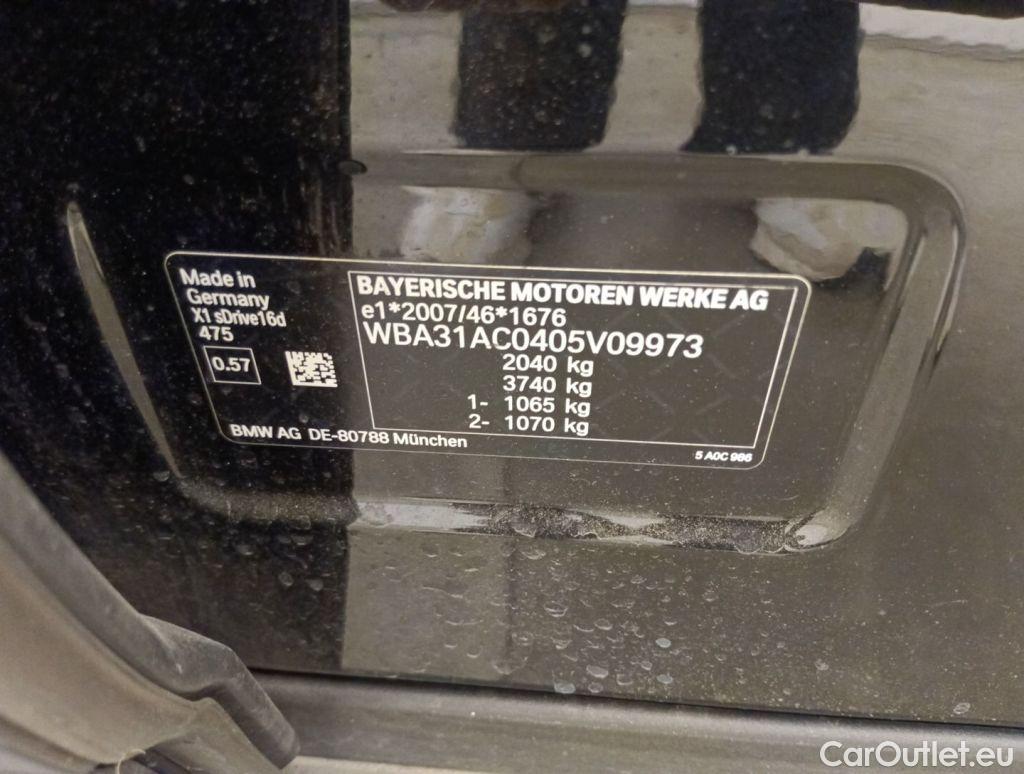 Made in
Germany
X1 sDrive16d
475
0.57
BAYERISCHE MOTOREN WERKE AG
e1*2007/46*1676
WBA31AC0405V09973
2040 kg
3740 kg
1- 1065 kg
2- 1070 kg
BMW AG DE-80788 München
5 A0C 986
CarOutlet.eu